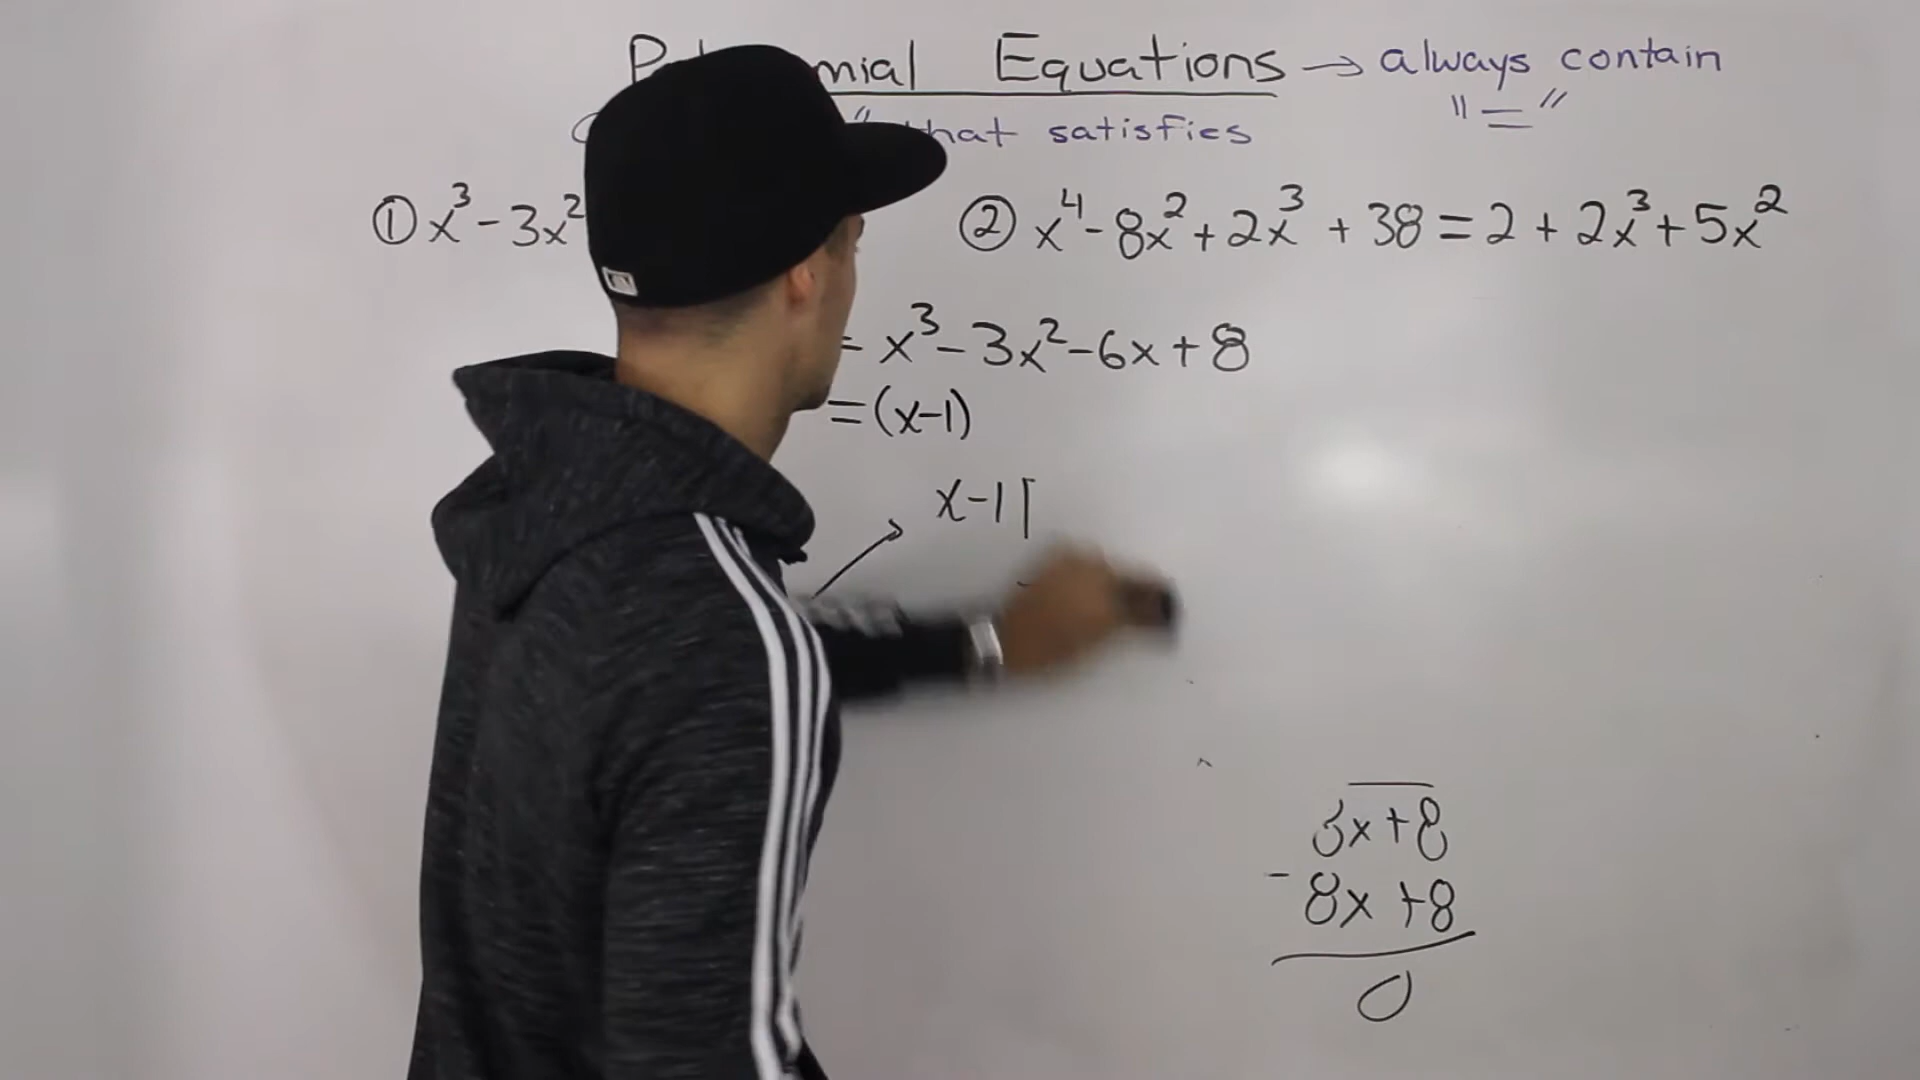 Equations → always contain
"="
that satisfies
① x³ - 3x²
② x⁴ - 8x² + 2x³ + 38 = 2 + 2x³ + 5x²
= x³ - 3x² - 6x + 8
= (x-1)
x-1
8x + 8
- 8x + 8
0